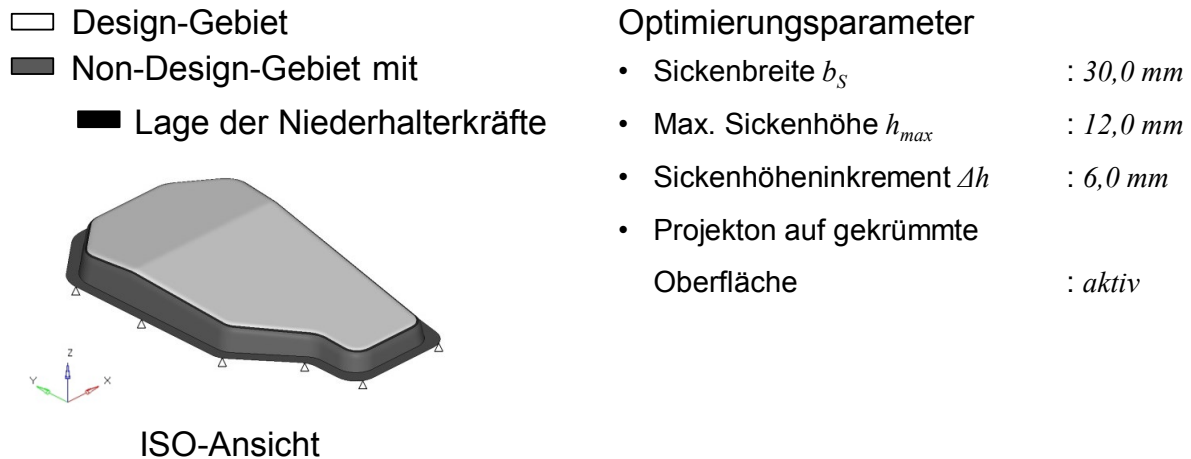 Design-Gebiet
Non-Design-Gebiet mit
Lage der Niederhalterkräfte
Z
Y
X
ISO-Ansicht
Optimierungsparameter
• Sickenbreite b_S : 30,0 mm
• Max. Sickenhöhe h_max : 12,0 mm
• Sickenhöheninkrement Δh : 6,0 mm
• Projekton auf gekrümmte
Oberfläche : aktiv